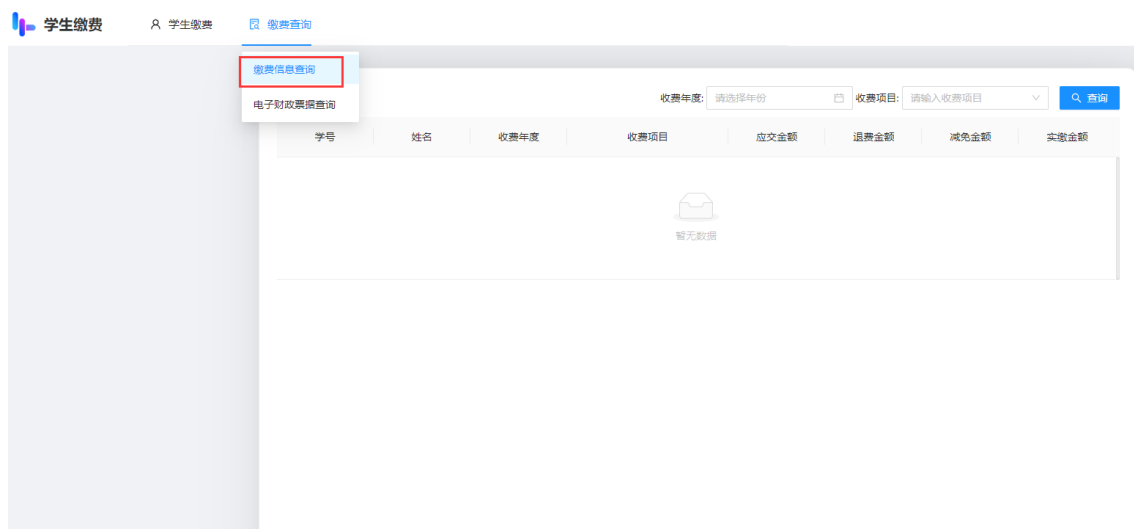 学生缴费 学生缴费 缴费查询
缴费信息查询
电子财政票据查询
收费年度: 请选择年份 收费项目: 请输入收费项目 查询
学号 姓名 收费年度 收费项目 应交金额 退费金额 减免金额 实缴金额
暂无数据